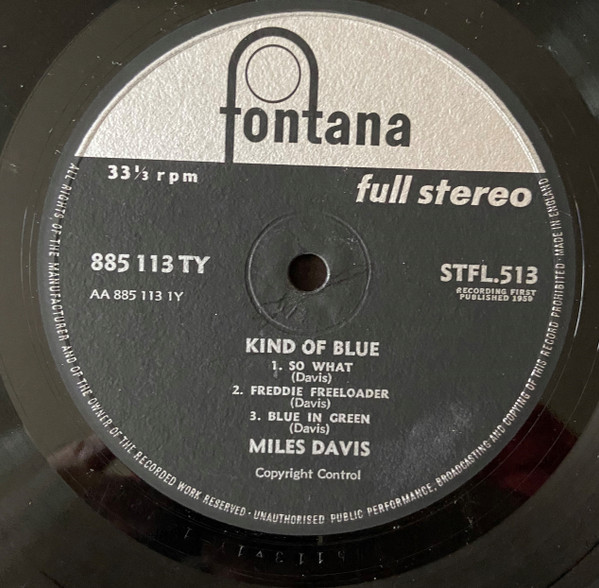 fontana
33⅓ rpm
full stereo
885 113 TY
STFL.513
AA 885 113 1Y
RECORDING FIRST
PUBLISHED 1959
KIND OF BLUE
1. SO WHAT
(Davis)
2. FREDDIE FREELOADER
(Davis)
3. BLUE IN GREEN
(Davis)
MILES DAVIS
Copyright Control
ALL RIGHTS OF THE MANUFACTURER AND OF THE OWNER OF THE RECORDED WORK RESERVED · UNAUTHORISED PUBLIC PERFORMANCE, BROADCASTING AND COPYING OF THIS RECORD PROHIBITED · MADE IN ENGLAND